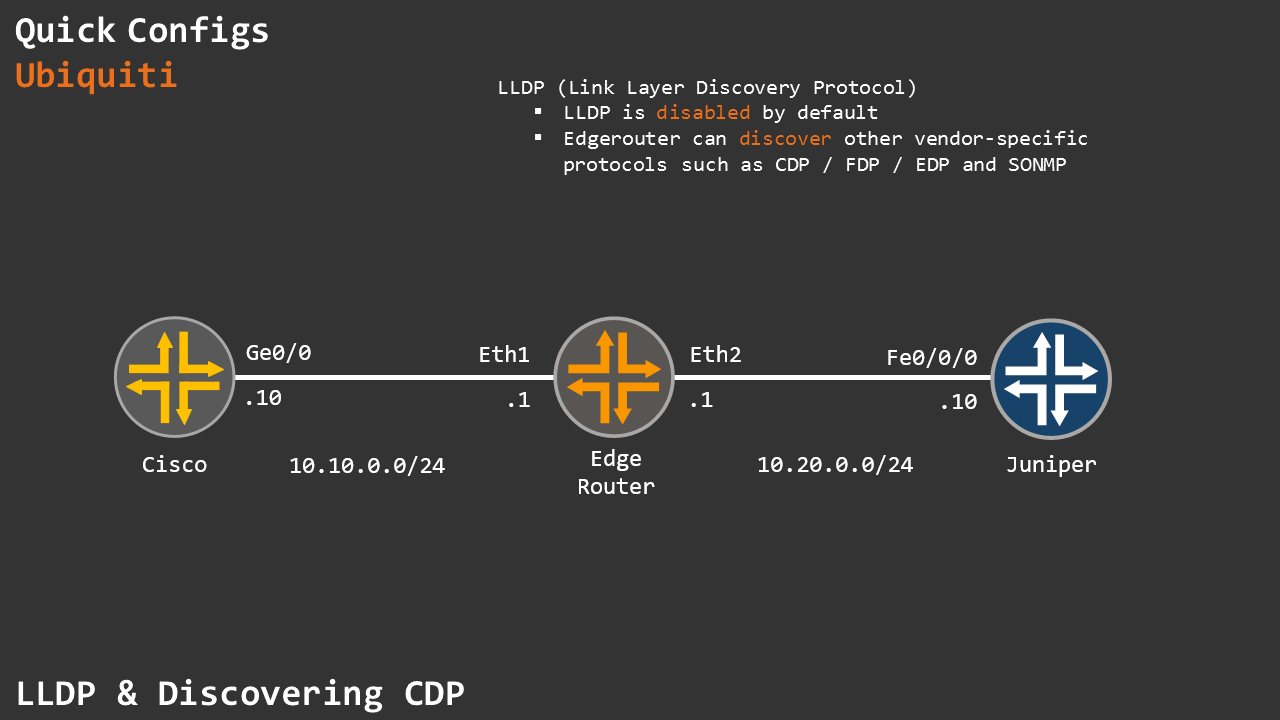 Quick Configs
Ubiquiti
LLDP (Link Layer Discovery Protocol)
▪ LLDP is disabled by default
▪ Edgerouter can discover other vendor-specific
protocols such as CDP / FDP / EDP and SONMP
Ge0/0
Eth1
Eth2
Fe0/0/0
.10
.1
.1
.10
Cisco
10.10.0.0/24
Edge
Router
10.20.0.0/24
Juniper
LLDP & Discovering CDP